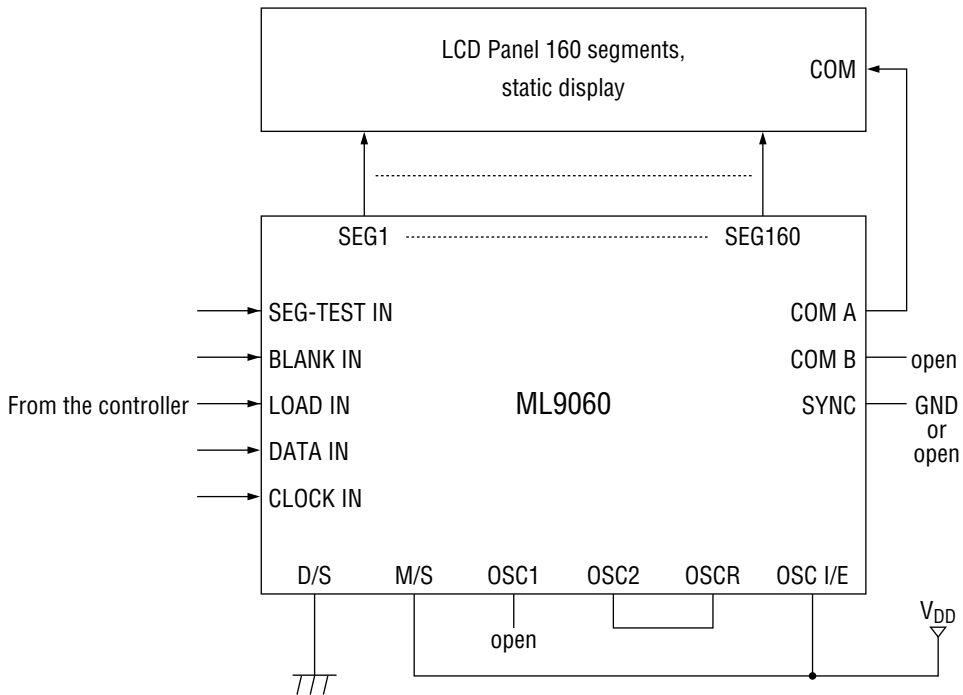 LCD Panel 160 segments,
static display
COM
SEG1
SEG160
SEG-TEST IN
COM A
BLANK IN
COM B
open
From the controller
LOAD IN
ML9060
SYNC
GND
or
open
DATA IN
CLOCK IN
D/S
M/S
OSC1
OSC2
OSCR
OSC I/E
open
VDD